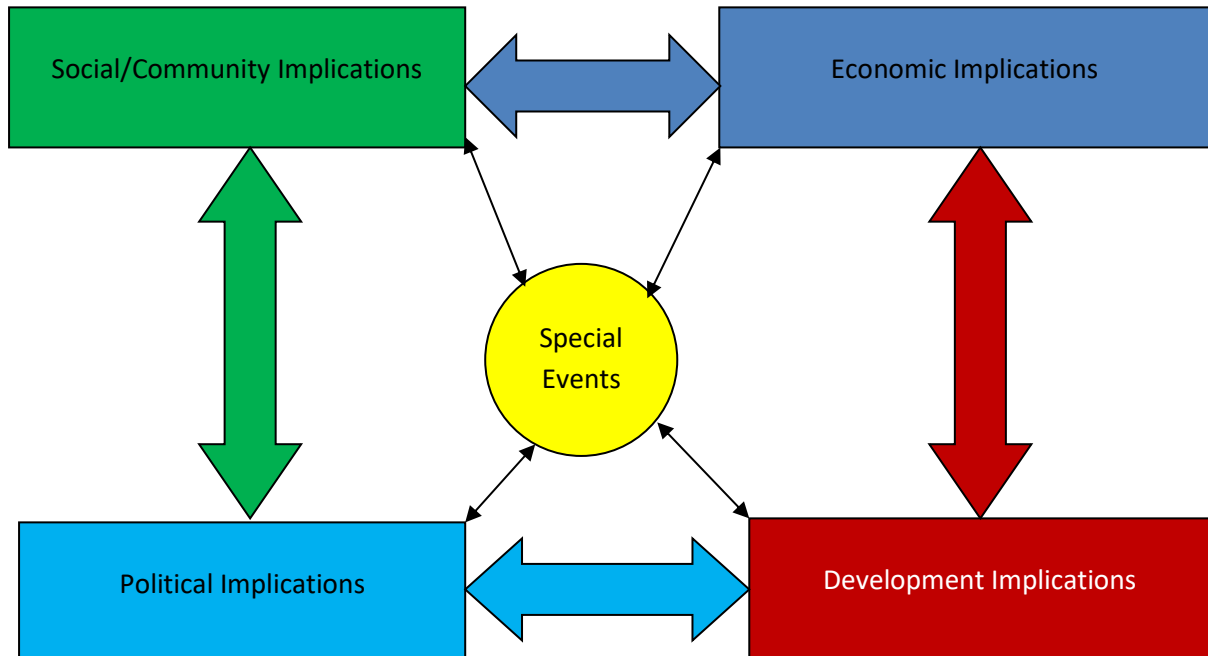 Social/Community Implications
Economic Implications
Special
Events
Political Implications
Development Implications